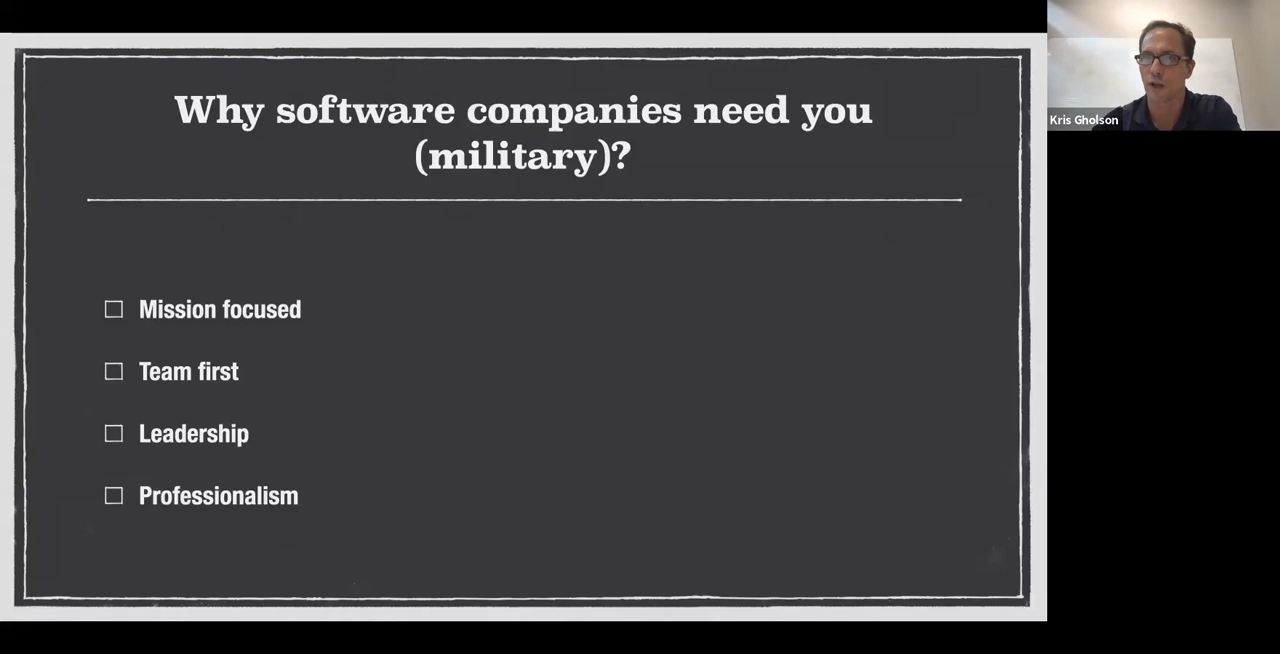 Why software companies need you
(military)?
Mission focused
Team first
Leadership
Professionalism
Kris Gholson